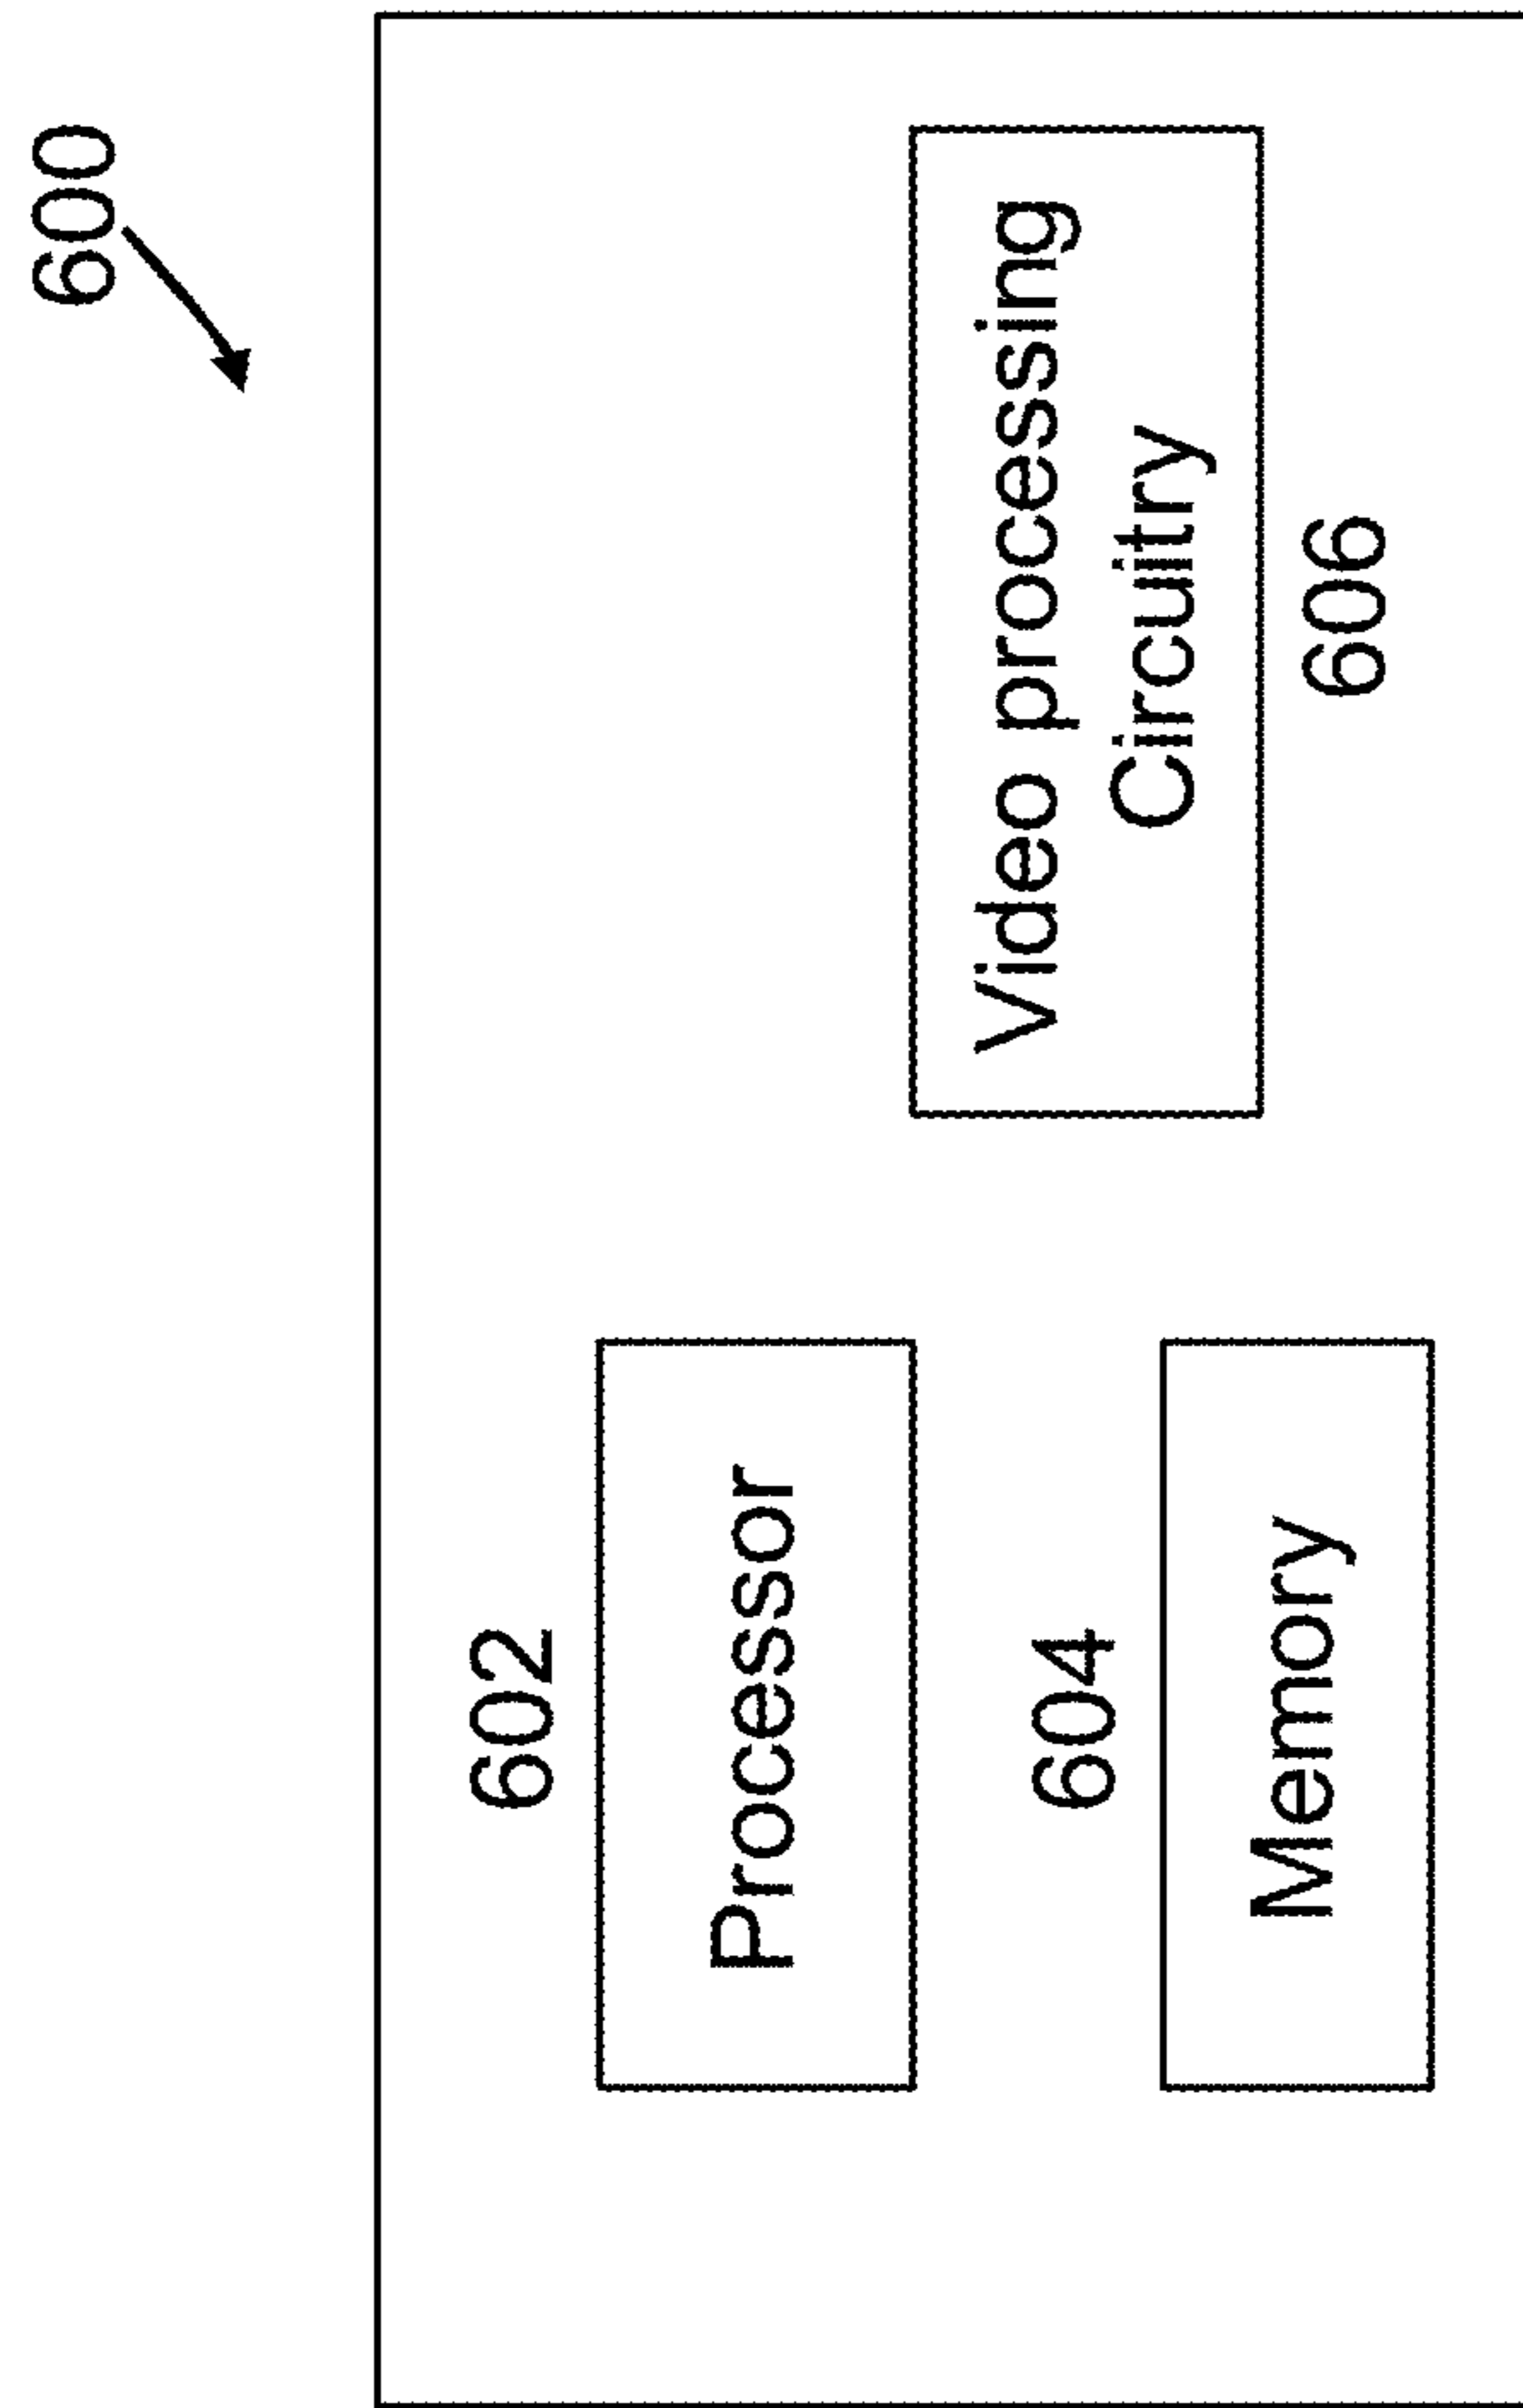 600
602
Processor
604
Memory
Video processing
Circuitry
606